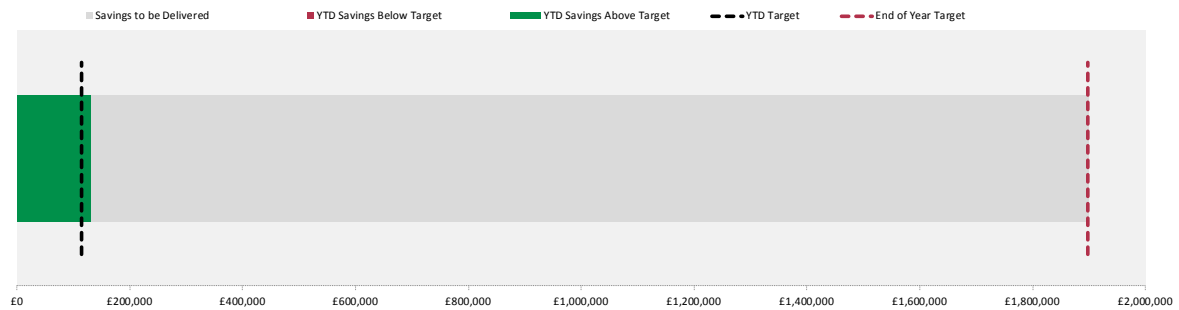 Savings to be Delivered YTD Savings Below Target YTD Savings Above Target YTD Target End of Year Target
£0 £200,000 £400,000 £600,000 £800,000 £1,000,000 £1,200,000 £1,400,000 £1,600,000 £1,800,000 £2,000,000